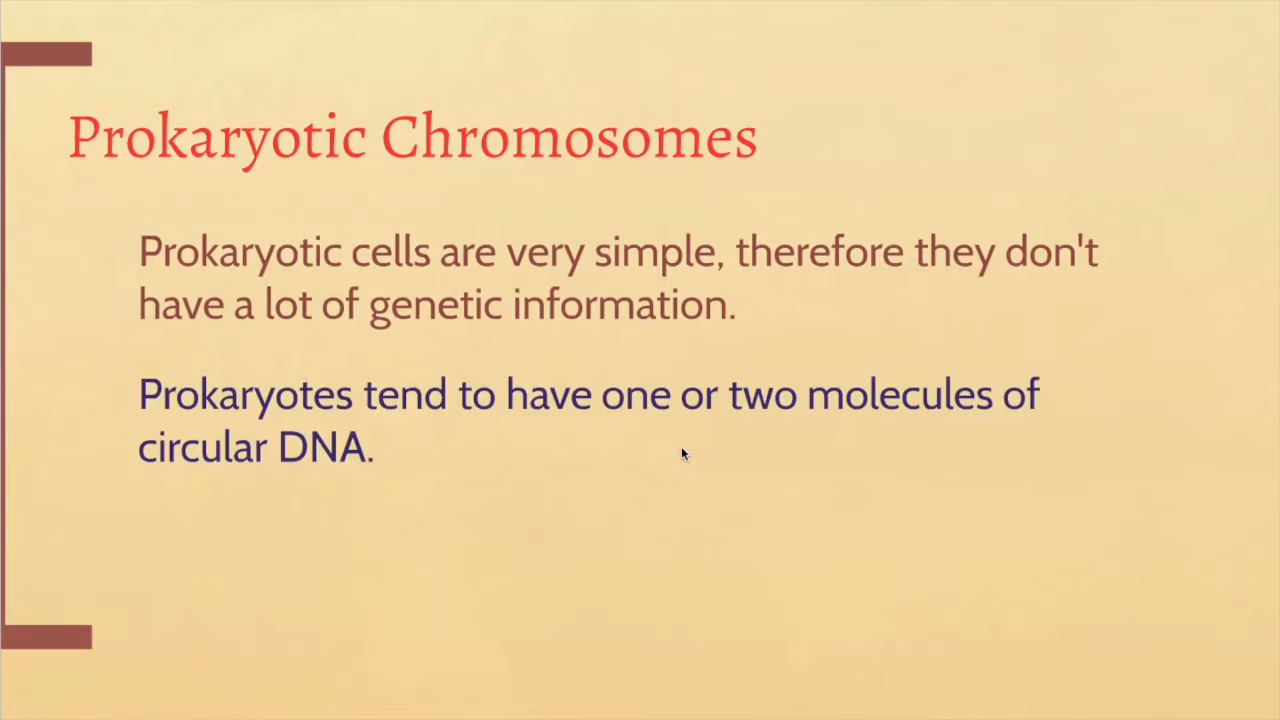 Prokaryotic Chromosomes
Prokaryotic cells are very simple, therefore they don't
have a lot of genetic information.
Prokaryotes tend to have one or two molecules of
circular DNA.